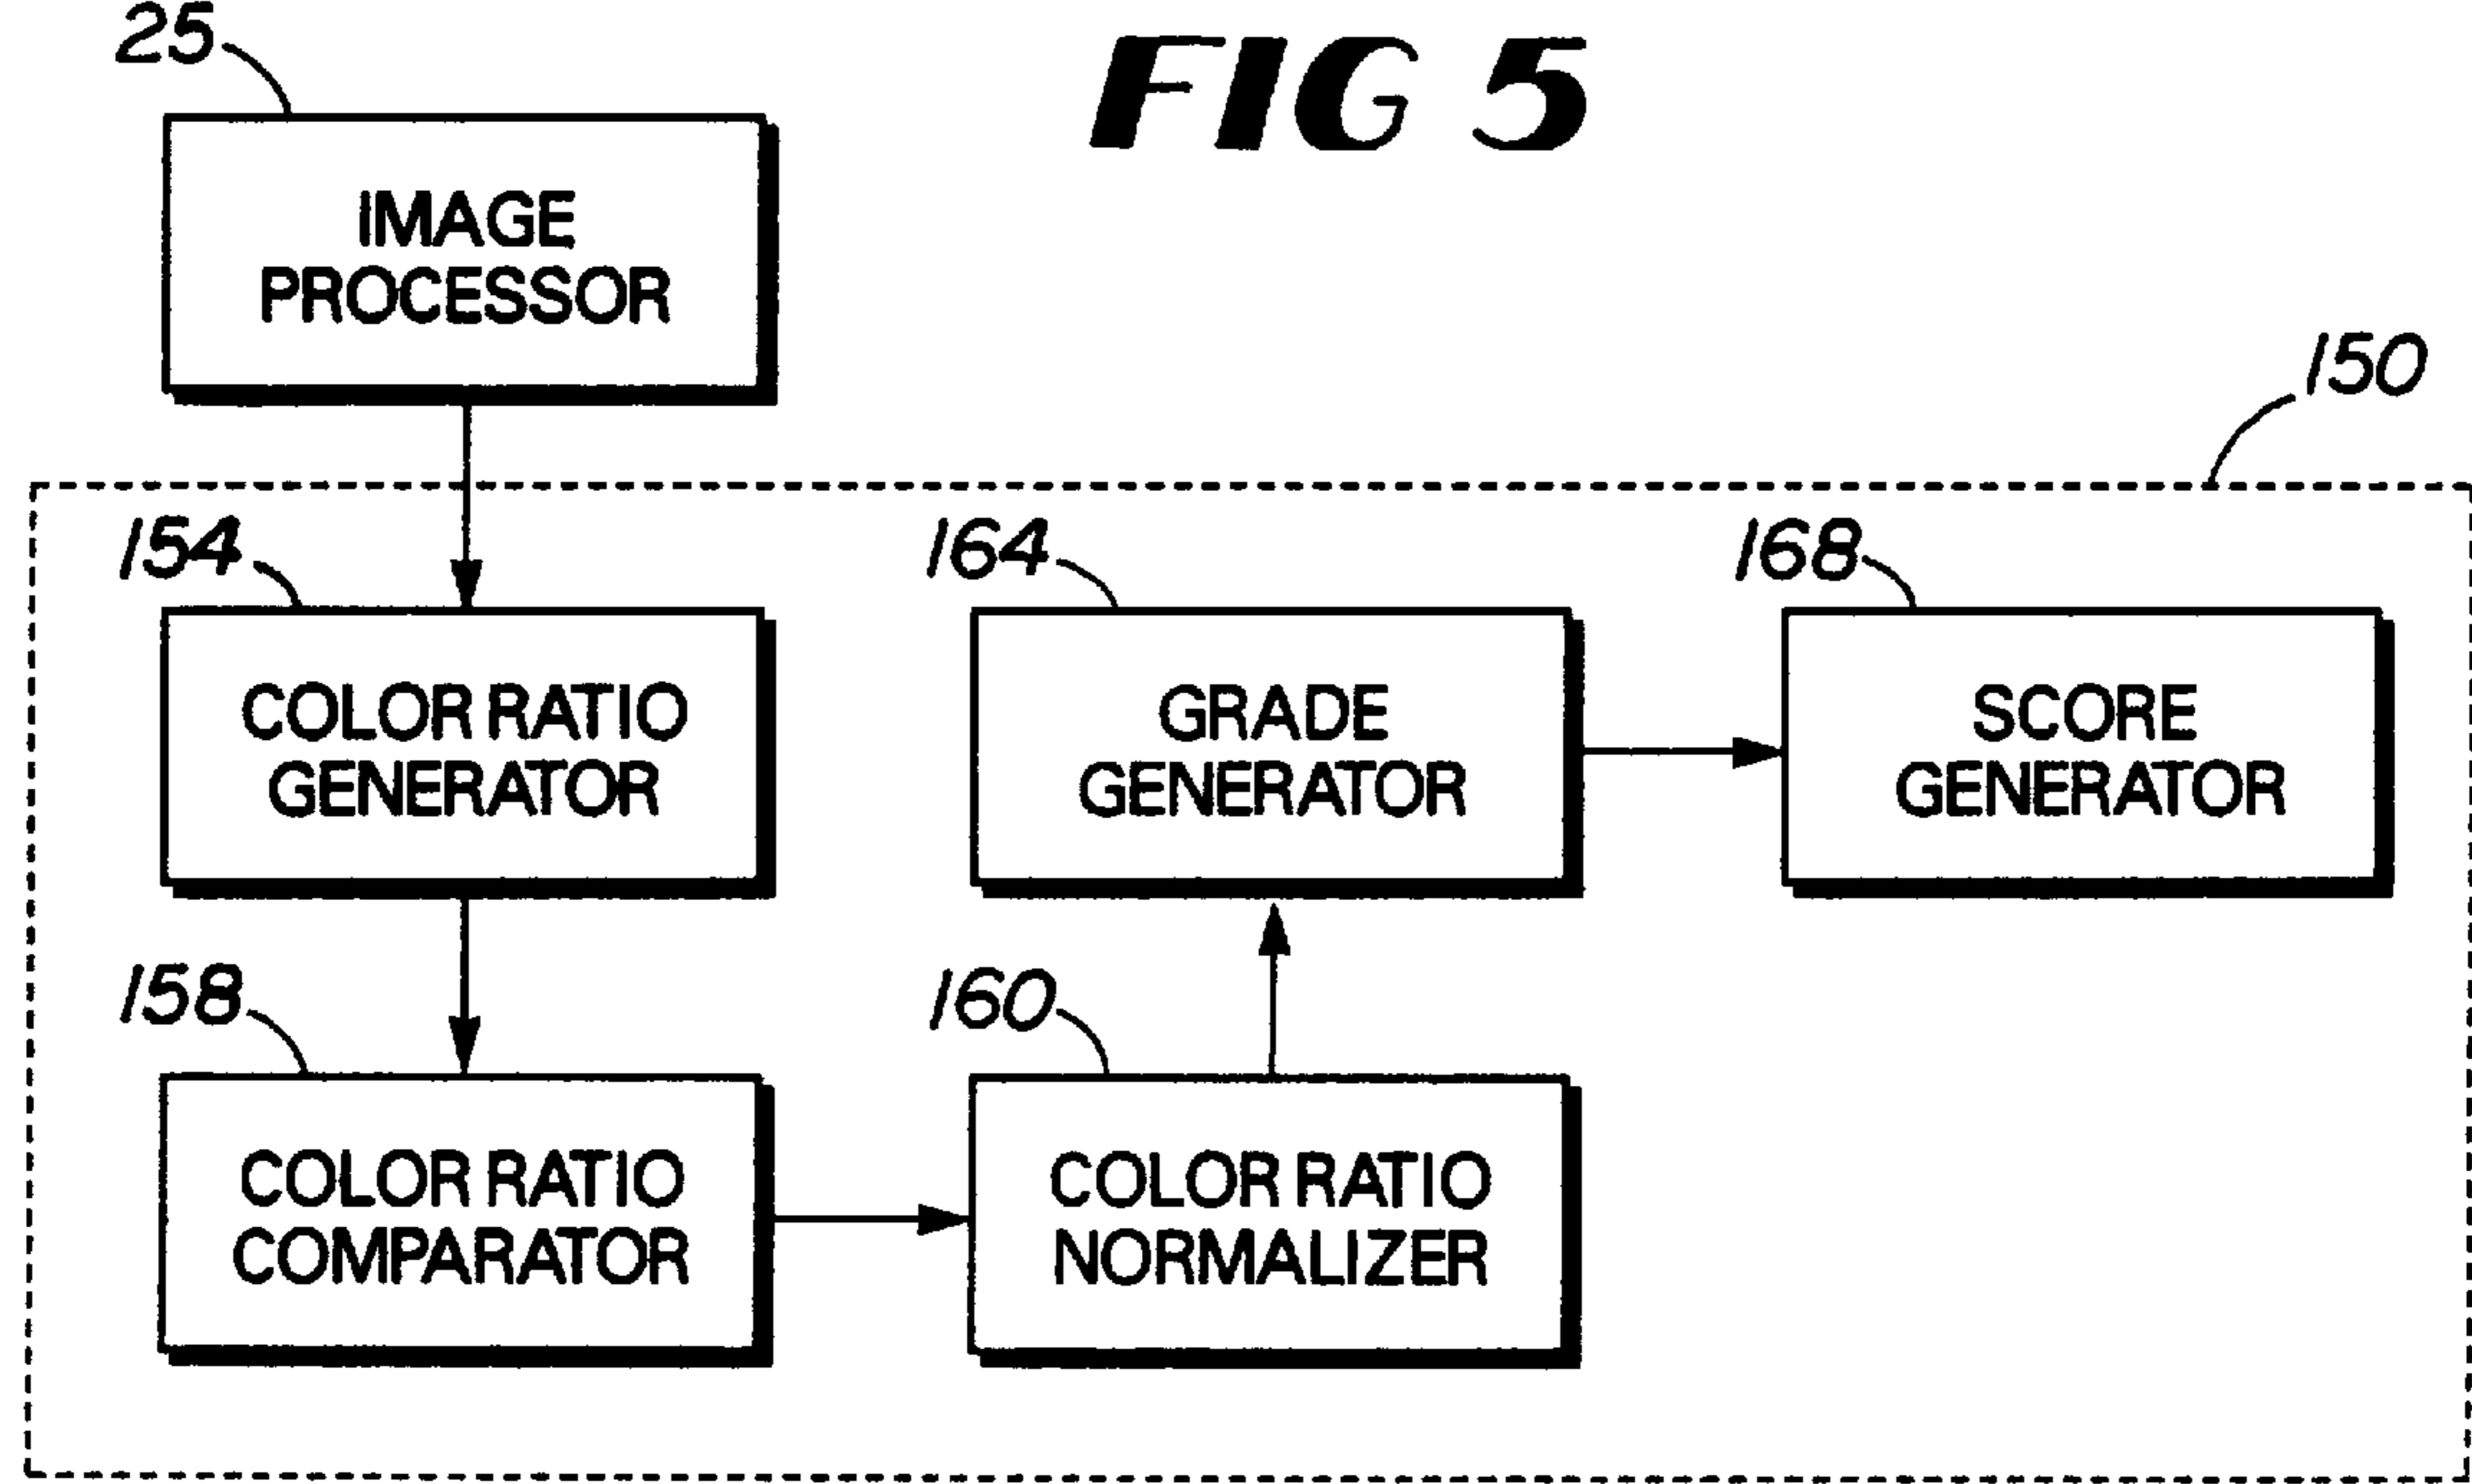 25
FIG 5
IMAGE
PROCESSOR
150
154
164
168
COLOR RATIO
GENERATOR
GRADE
GENERATOR
SCORE
GENERATOR
158
160
COLOR RATIO
COMPARATOR
COLOR RATIO
NORMALIZER